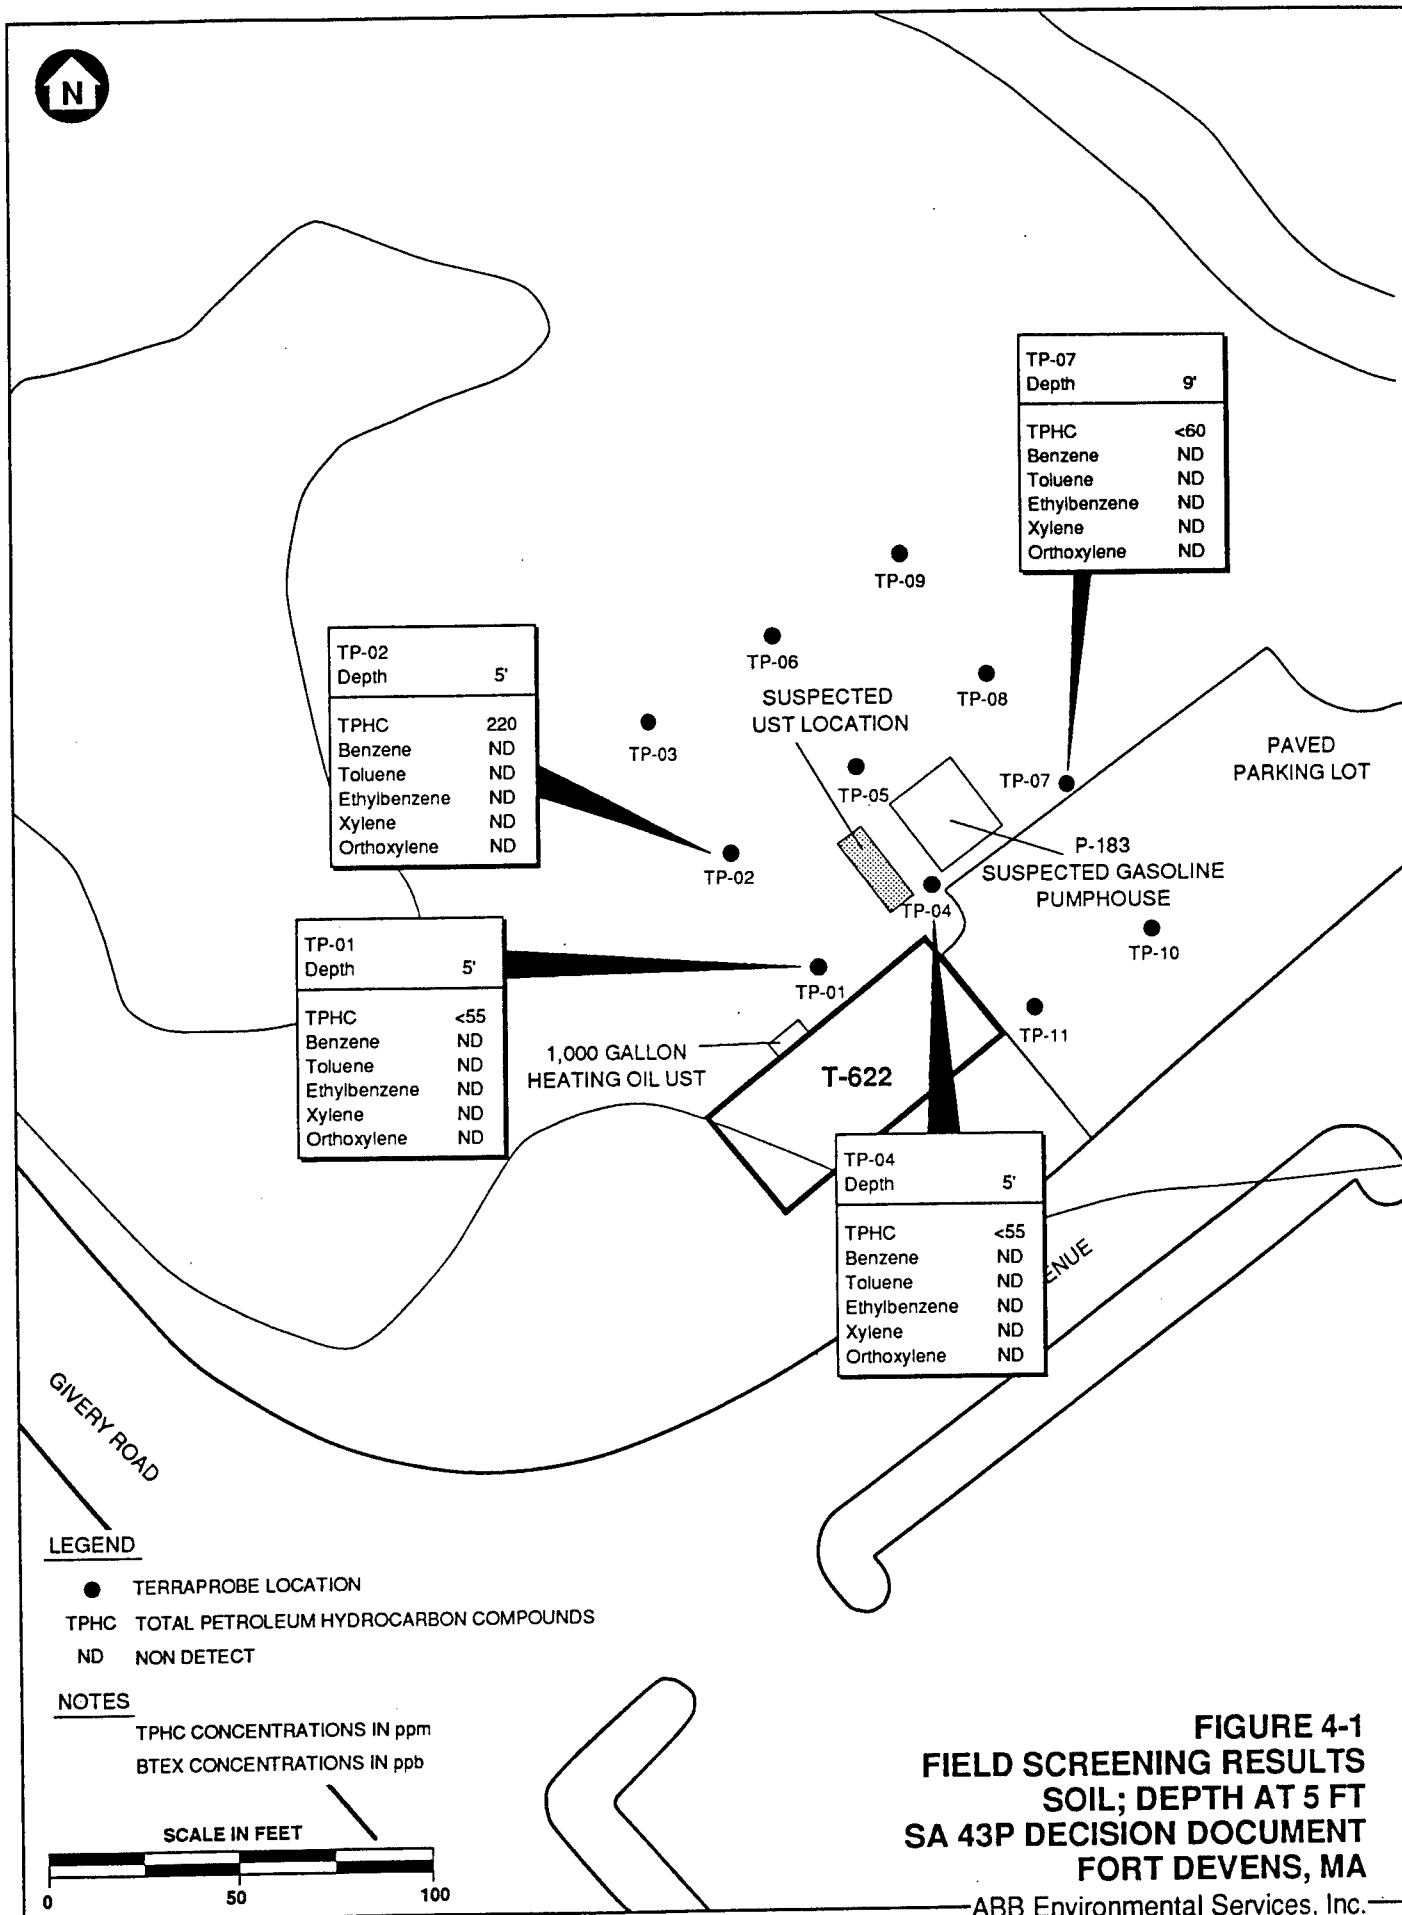 N
TP-07
Depth 9'
TPHC <60
Benzene ND
Toluene ND
Ethylbenzene ND
Xylene ND
Orthoxylene ND
TP-09
TP-06
TP-08
TP-02
Depth 5'
TPHC 220
Benzene ND
Toluene ND
Ethylbenzene ND
Xylene ND
Orthoxylene ND
SUSPECTED
UST LOCATION
TP-03
TP-05
TP-07
PAVED
PARKING LOT
P-183
SUSPECTED GASOLINE
PUMPHOUSE
TP-02
TP-04
TP-10
TP-01
Depth 5'
TPHC <55
Benzene ND
Toluene ND
Ethylbenzene ND
Xylene ND
Orthoxylene ND
TP-01
TP-11
1,000 GALLON
HEATING OIL UST
T-622
TP-04
Depth 5'
TPHC <55
Benzene ND
Toluene ND
Ethylbenzene ND
Xylene ND
Orthoxylene ND
ENUE
GIVERY ROAD
LEGEND
TERRAPROBE LOCATION
TPHC TOTAL PETROLEUM HYDROCARBON COMPOUNDS
ND NON DETECT
NOTES
TPHC CONCENTRATIONS IN ppm
BTEX CONCENTRATIONS IN ppb
SCALE IN FEET
0 50 100
FIGURE 4-1
FIELD SCREENING RESULTS
SOIL; DEPTH AT 5 FT
SA 43P DECISION DOCUMENT
FORT DEVENS, MA
ABB Environmental Services, Inc.